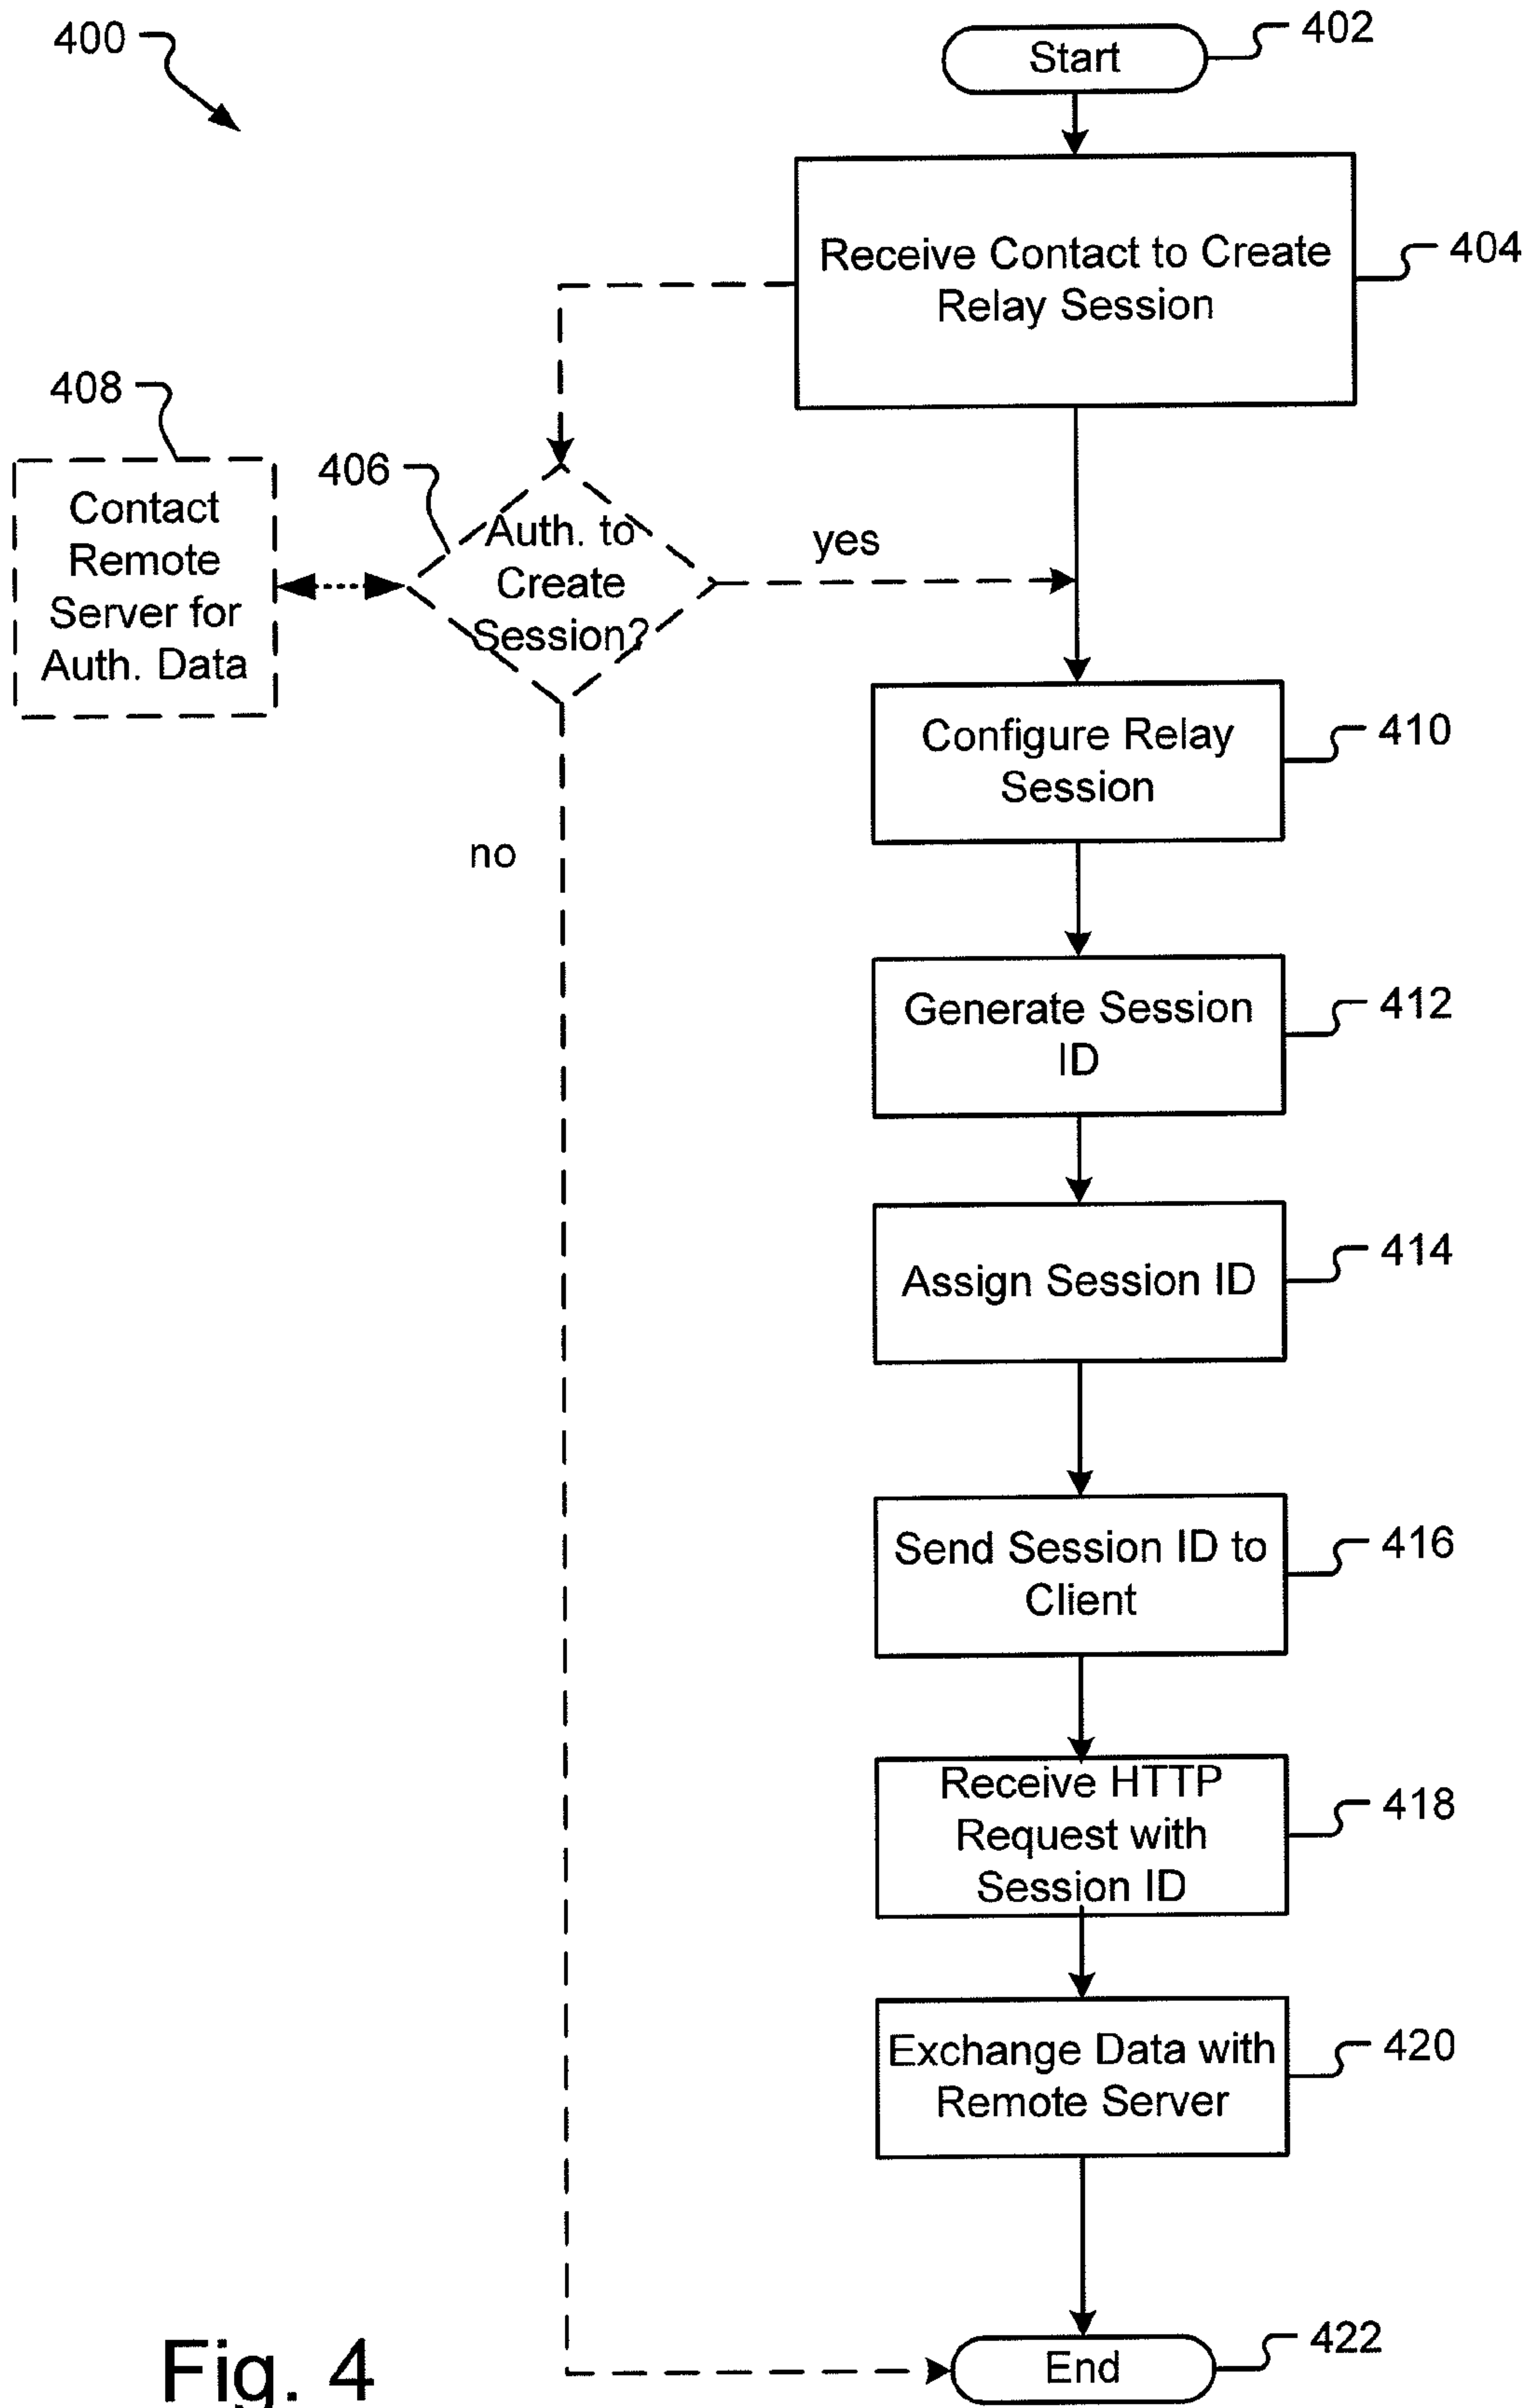 400
Start
402
Receive Contact to Create
Relay Session
404
408
Contact
Remote
Server for
Auth. Data
406
Auth. to
Create
Session?
yes
no
Configure Relay
Session
410
Generate Session
ID
412
Assign Session ID
414
Send Session ID to
Client
416
Receive HTTP
Request with
Session ID
418
Exchange Data with
Remote Server
420
End
422
Fig. 4